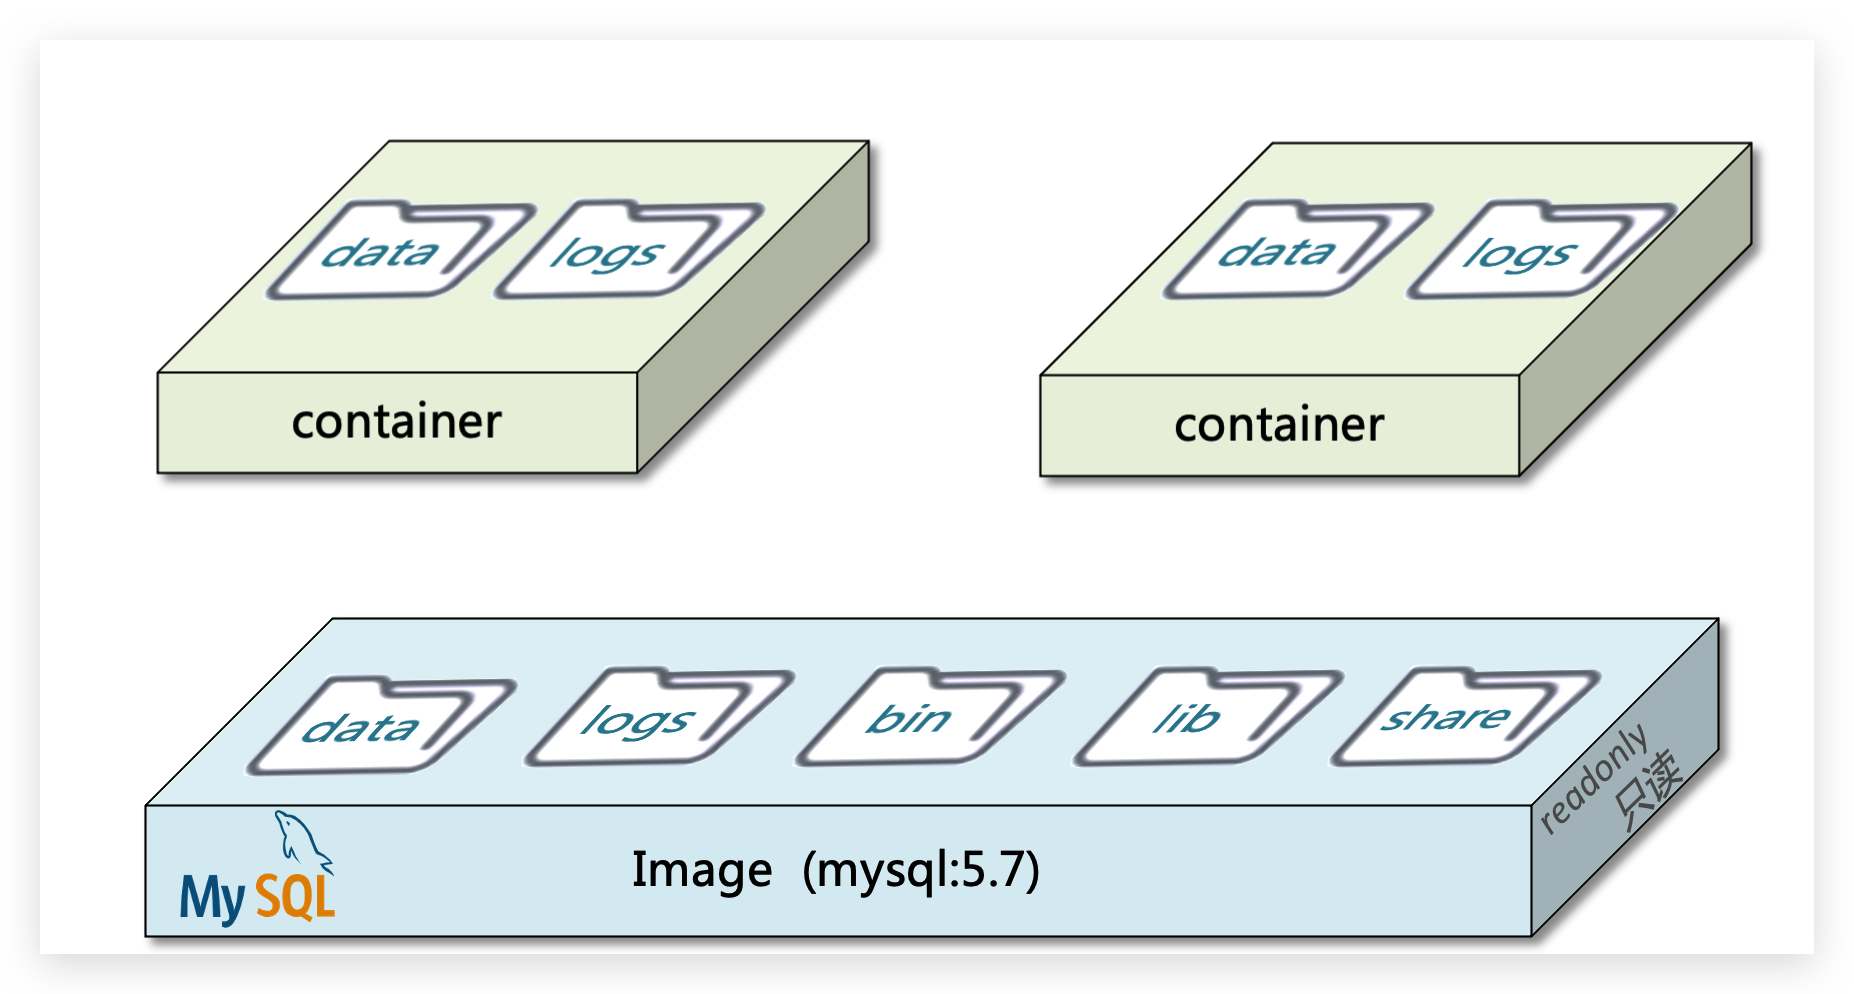 data
logs
data
logs
container
container
data
logs
bin
lib
share
readonly
只读
MySQL
Image (mysql:5.7)